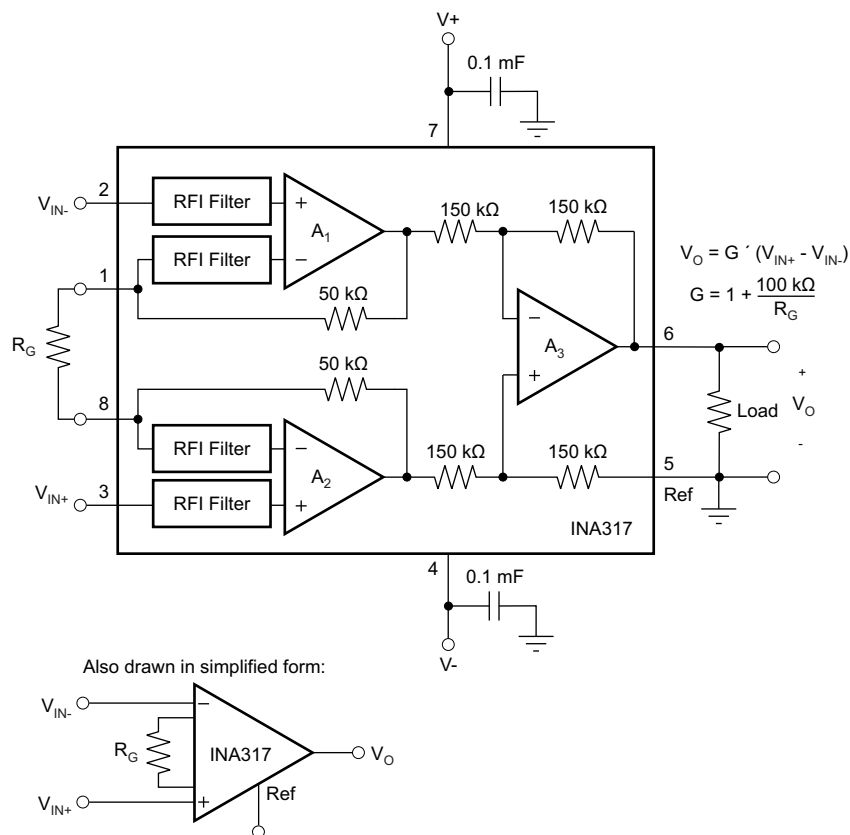 V+
0.1 mF
7
2
V_IN-
RFI Filter
+
A_1
150 kΩ
150 kΩ
RFI Filter
−
1
50 kΩ
V_O = G ´ (V_IN+ - V_IN-)
G = 1 + 100 kΩ / R_G
R_G
−
A_3
+
6
50 kΩ
8
Load
+
V_O
-
RFI Filter
−
A_2
150 kΩ
150 kΩ
5
V_IN+
3
RFI Filter
+
Ref
INA317
4
0.1 mF
V-
Also drawn in simplified form:
V_IN-
−
R_G
INA317
V_O
V_IN+
+
Ref